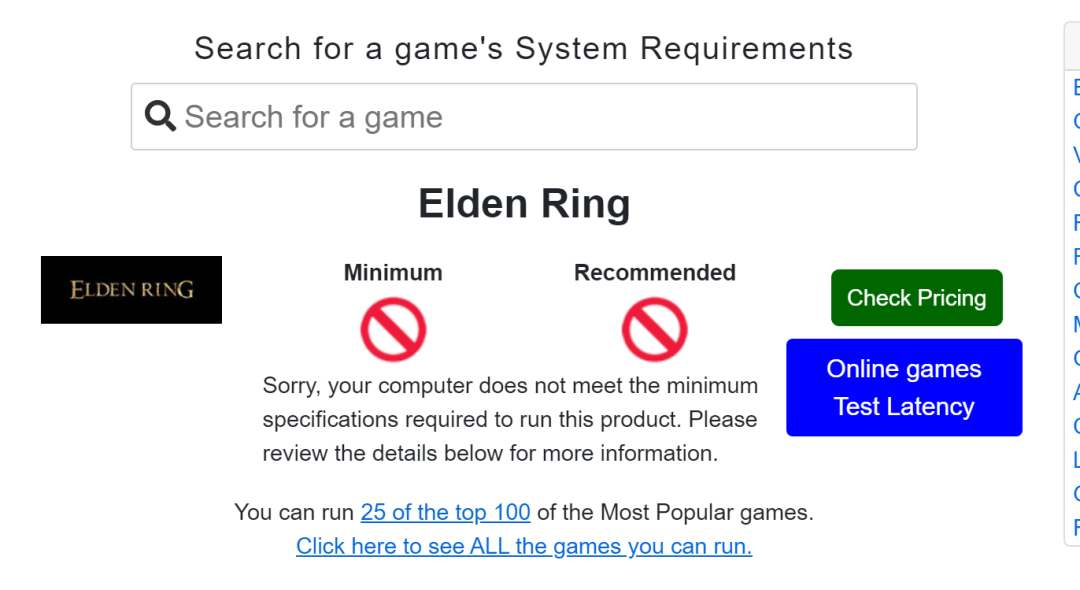 Search for a game's System Requirements
Search for a game
Elden Ring
ELDEN RING
Minimum
Recommended
Sorry, your computer does not meet the minimum
specifications required to run this product. Please
review the details below for more information.
Check Pricing
Online games
Test Latency
You can run 25 of the top 100 of the Most Popular games.
Click here to see ALL the games you can run.